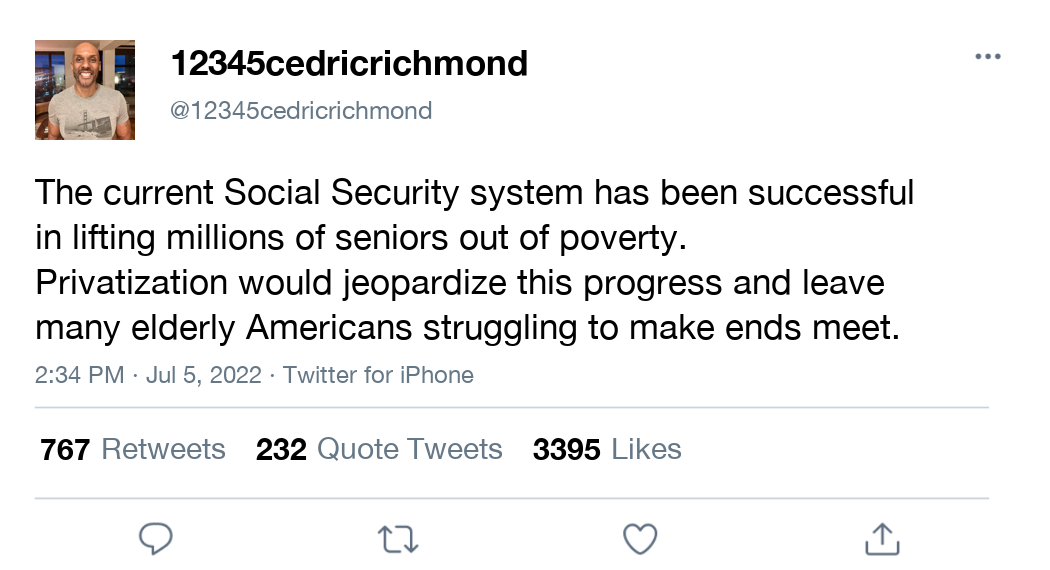 12345cedricrichmond
@12345cedricrichmond
The current Social Security system has been successful
in lifting millions of seniors out of poverty.
Privatization would jeopardize this progress and leave
many elderly Americans struggling to make ends meet.
2:34 PM · Jul 5, 2022 · Twitter for iPhone
767 Retweets 232 Quote Tweets 3395 Likes